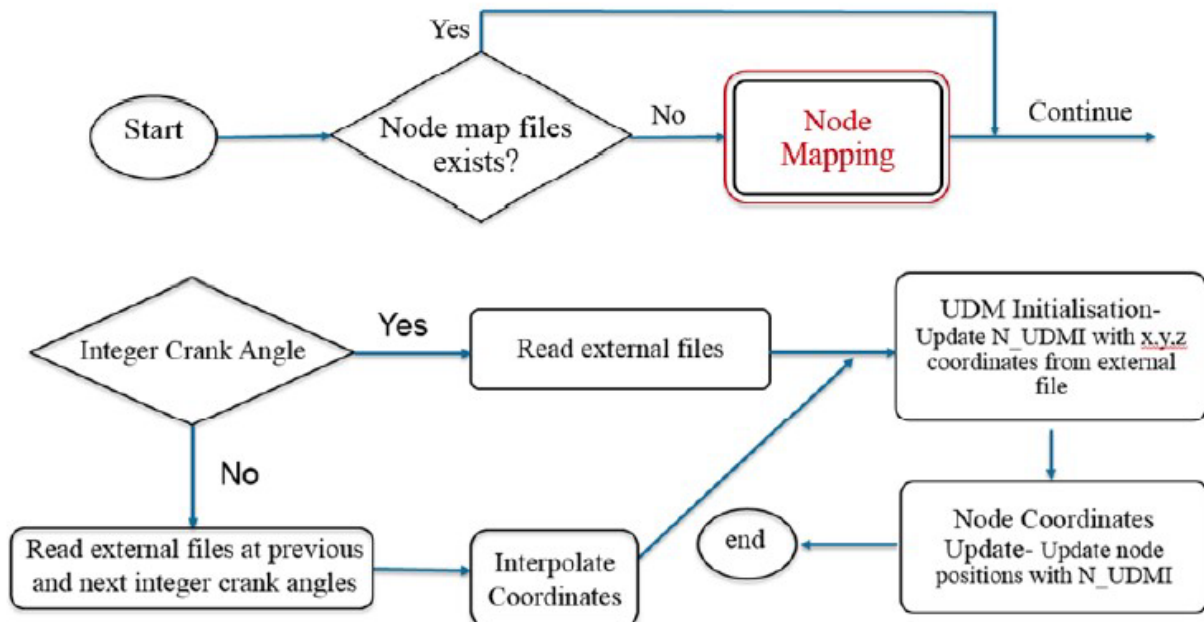 Yes
Start
Node map files
exists?
No
Node
Mapping
Continue
Integer Crank Angle
Yes
Read external files
UDM Initialisation-
Update N_UDMI with x.y.z
coordinates from external
file
No
Read external files at previous
and next integer crank angles
Interpolate
Coordinates
end
Node Coordinates
Update- Update node
positions with N_UDMI